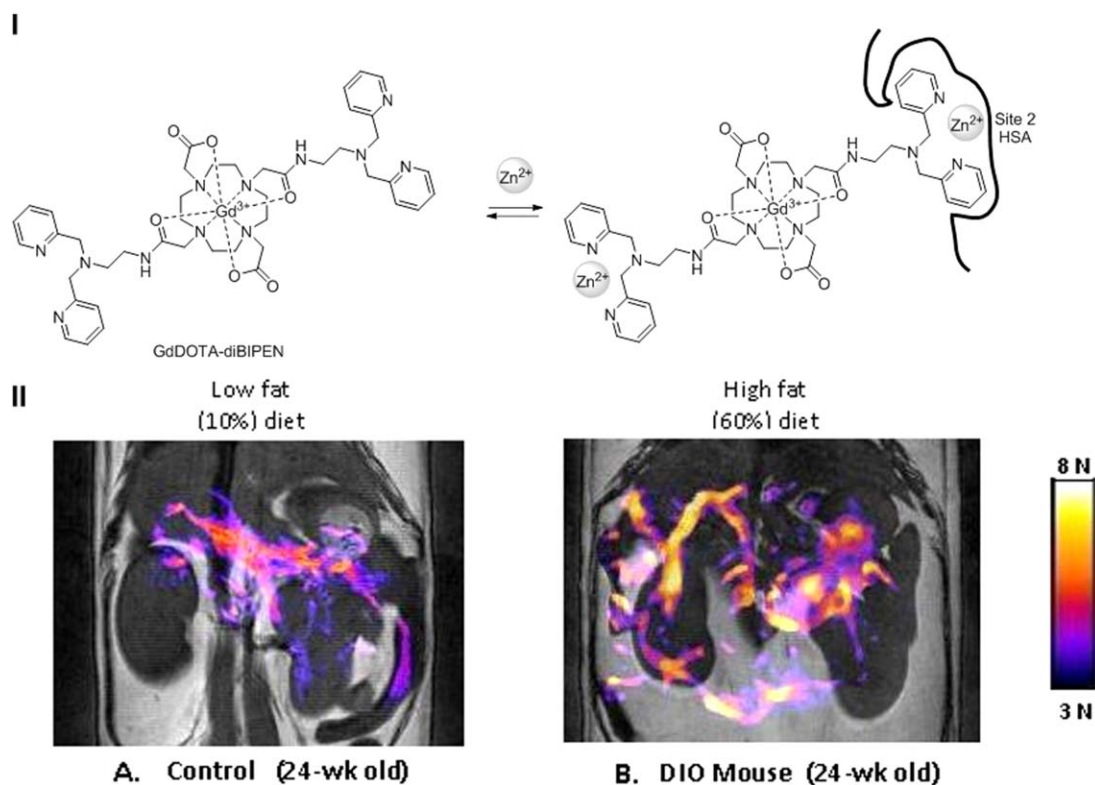 I
N
N
N
N
H
O
O
O
O
O
O
N
N
N
N
Gd3+
H
N
N
N
N
GdDOTA-diBIPEN
Zn2+
N
N
N
Zn2+
Site 2
HSA
N
H
O
O
O
O
O
O
N
N
N
N
Gd3+
N
H
N
N
N
Zn2+
II
Low fat
(10%) diet
High fat
(60%) diet
8 N
3 N
A. Control (24-wk old)
B. DIO Mouse (24-wk old)